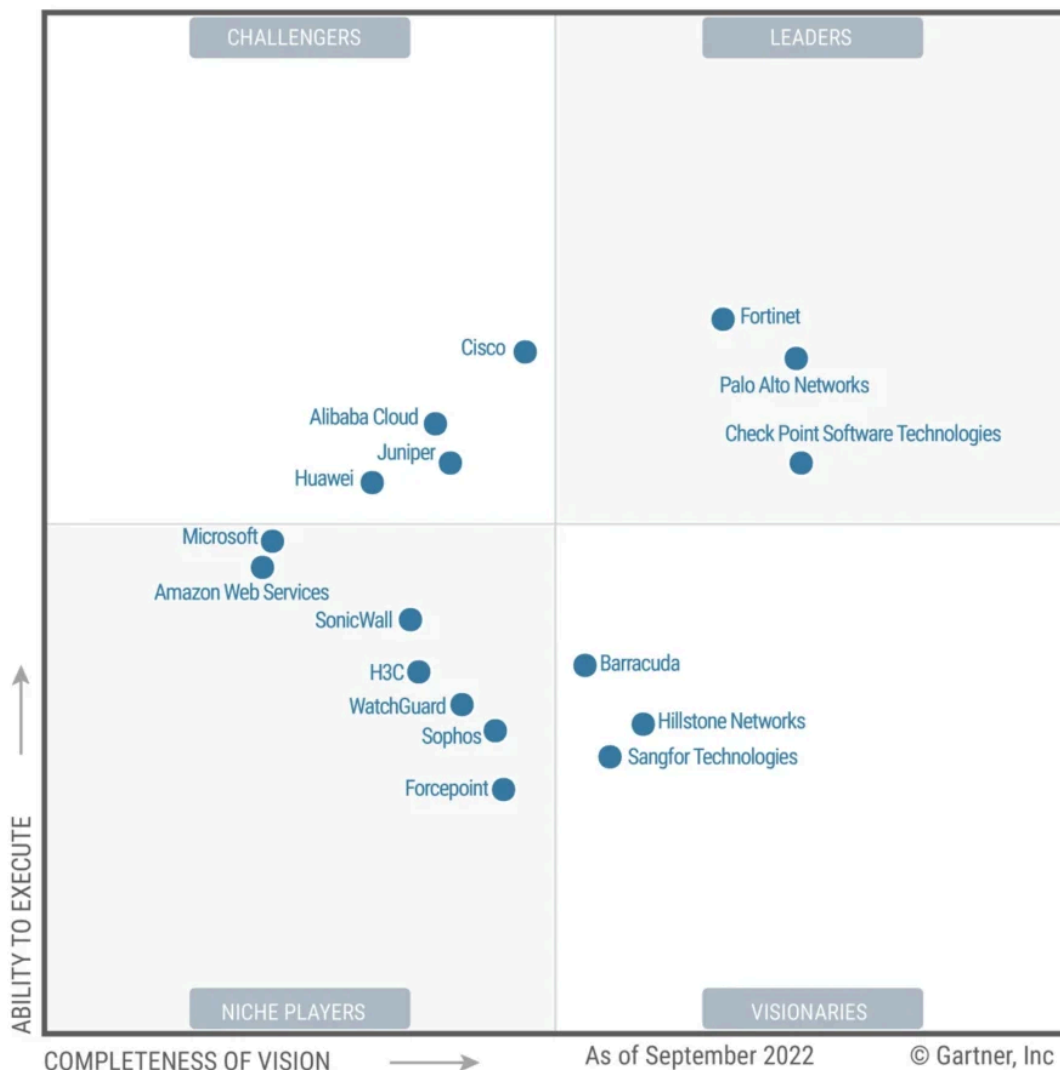 CHALLENGERS
LEADERS
Fortinet
Cisco
Palo Alto Networks
Alibaba Cloud
Check Point Software Technologies
Juniper
Huawei
Microsoft
Amazon Web Services
SonicWall
H3C
Barracuda
WatchGuard
Hillstone Networks
Sophos
Sangfor Technologies
Forcepoint
ABILITY TO EXECUTE
NICHE PLAYERS
VISIONARIES
COMPLETENESS OF VISION
As of September 2022
© Gartner, Inc